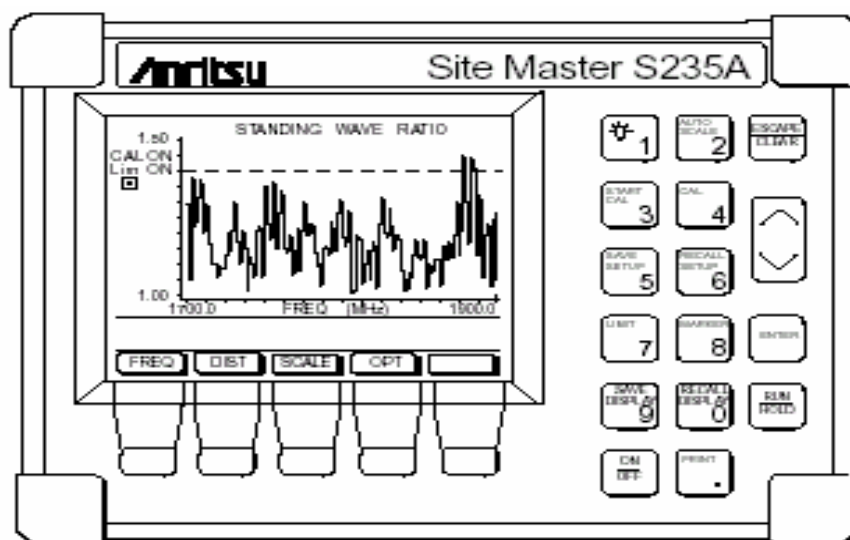 Anritsu
Site Master S235A
STANDING WAVE RATIO
1.50
CAL ON
Lim ON
1.00
1700.0 FREQ (MHz) 1900.0
FREQ DIST SCALE OPT
1
AUTO SCALE 2
ESCAPE CLEAR
START CAL 3
CAL 4
SAVE SETUP 5
RECALL SETUP 6
LIMIT 7
MARKER 8
ENTER
SAVE DISPLAY 9
RECALL DISPLAY 0
RUN HOLD
ON OFF
PRINT .